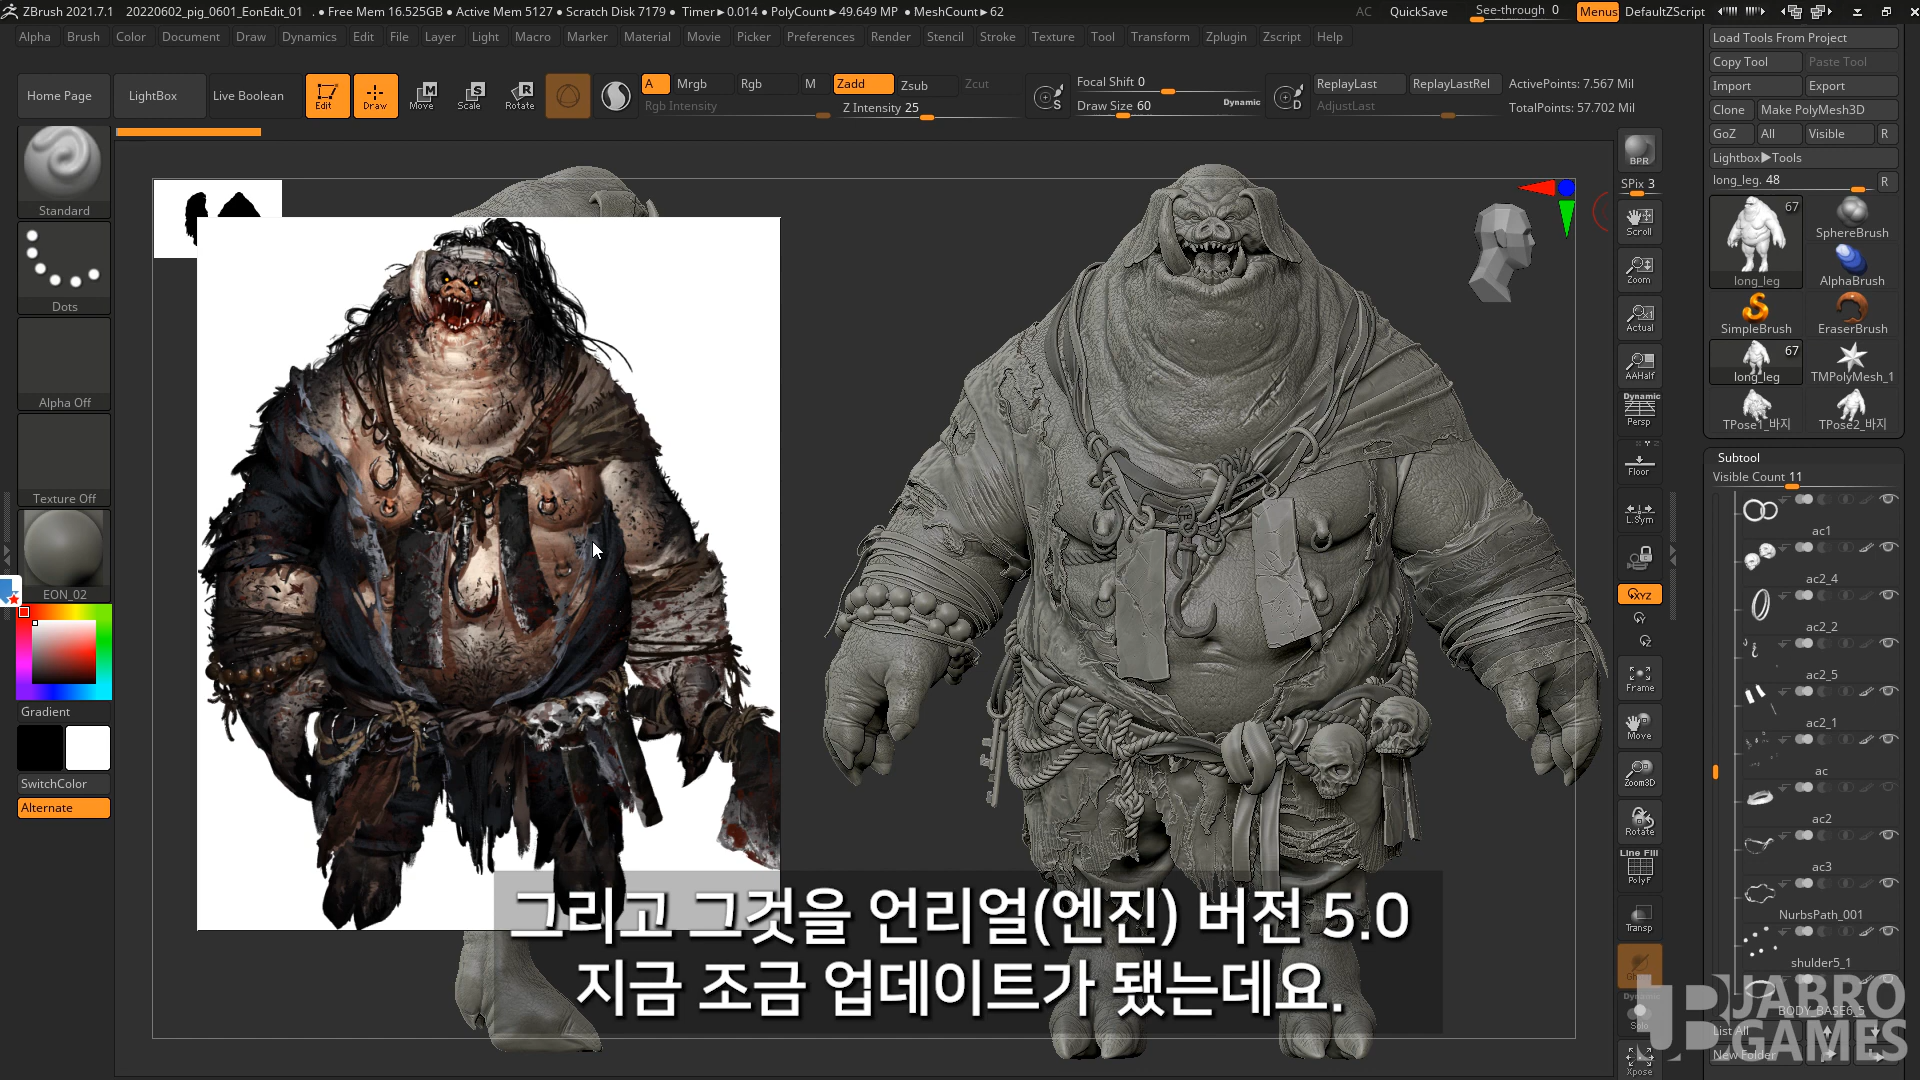 ZBrush 2021.7.1 20220602_pig_0601_EonEdit_01 . • Free Mem 16.525GB • Active Mem 5127 • Scratch Disk 7179 • Timer►0.014 • PolyCount►49.649 MP • MeshCount►62
AC QuickSave See-through 0 Menus DefaultZScript
Alpha Brush Color Document Draw Dynamics Edit File Layer Light Macro Marker Material Movie Picker Preferences Render Stencil Stroke Texture Tool Transform Zplugin Zscript Help
Home Page LightBox Live Boolean Edit Draw Move Scale Rotate
A Mrgb Rgb M Zadd Zsub Zcut
Rgb Intensity Z Intensity 25
Focal Shift 0
Draw Size 60 Dynamic
ReplayLast ReplayLastRel ActivePoints: 7.567 Mil
AdjustLast TotalPoints: 57.702 Mil
Standard
Dots
Alpha Off
Texture Off
EON_02
Gradient
SwitchColor
Alternate
BPR
SPix 3
Scroll
Zoom
Actual
AAHalf
Dynamic
Persp
Floor
L.Sym
XYZ
Frame
Move
Zoom3D
Rotate
Line Fill
PolyF
Transp
Dynamic
Solo
Xpose
Load Tools From Project
Copy Tool Paste Tool
Import Export
Clone Make PolyMesh3D
GoZ All Visible R
Lightbox►Tools
long_leg. 48 R
67
long_leg
SphereBrush
AlphaBrush
SimpleBrush EraserBrush
67
long_leg TMPolyMesh_1
TPose1_바지 TPose2_바지
Subtool
Visible Count 11
ac1
ac2_4
ac2_2
ac2_5
ac2_1
ac
ac2
ac3
NurbsPath_001
shulder5_1
BODY_BASE6_5
List All
New Folder
그리고 그것을 언리얼(엔진) 버전 5.0
지금 조금 업데이트가 됐는데요.
JABRO
GAMES